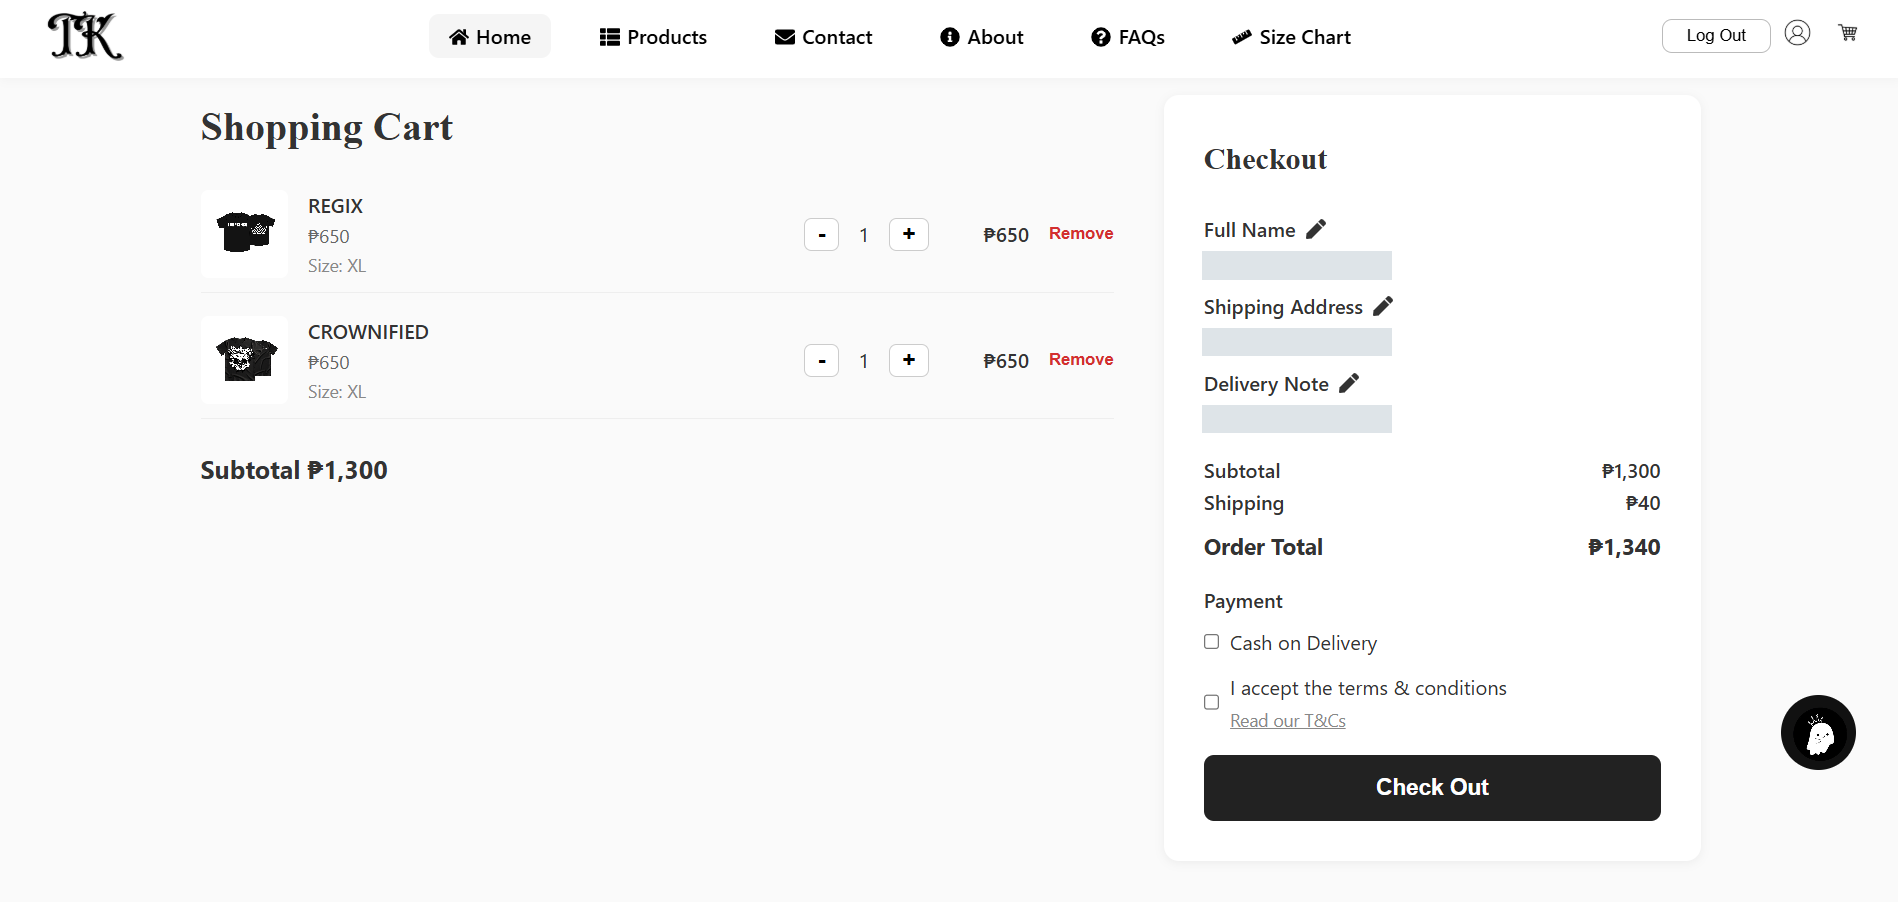 TK
Home
Products
Contact
About
FAQs
Size Chart
Log Out
Shopping Cart
REGIX
₱650
Size: XL
-
1
+
₱650
Remove
CROWNIFIED
₱650
Size: XL
-
1
+
₱650
Remove
Subtotal ₱1,300
Checkout
Full Name
Shipping Address
Delivery Note
Subtotal ₱1,300
Shipping ₱40
Order Total ₱1,340
Payment
Cash on Delivery
I accept the terms & conditions
Read our T&Cs
Check Out